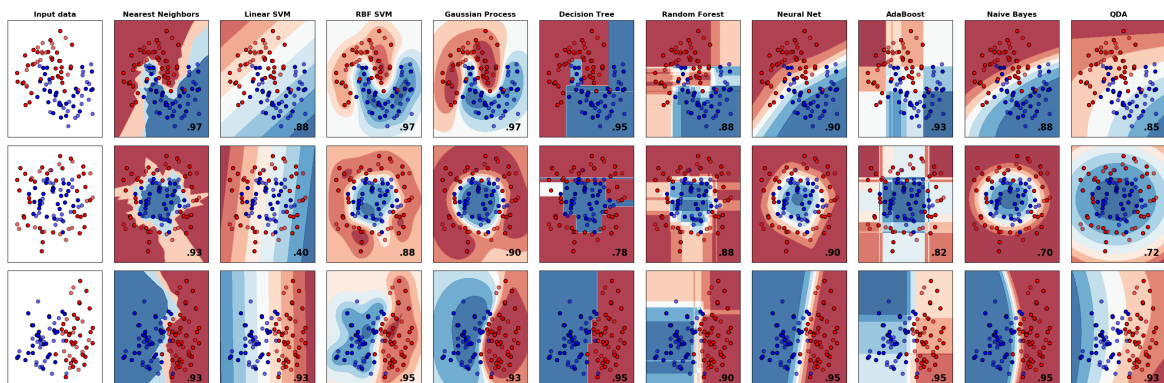 Input data Nearest Neighbors Linear SVM RBF SVM Gaussian Process Decision Tree Random Forest Neural Net AdaBoost Naive Bayes QDA
.97 .88 .97 .97 .95 .88 .90 .93 .88 .85
.93 .40 .88 .90 .78 .88 .90 .82 .70 .72
.93 .93 .95 .93 .95 .90 .95 .95 .95 .93